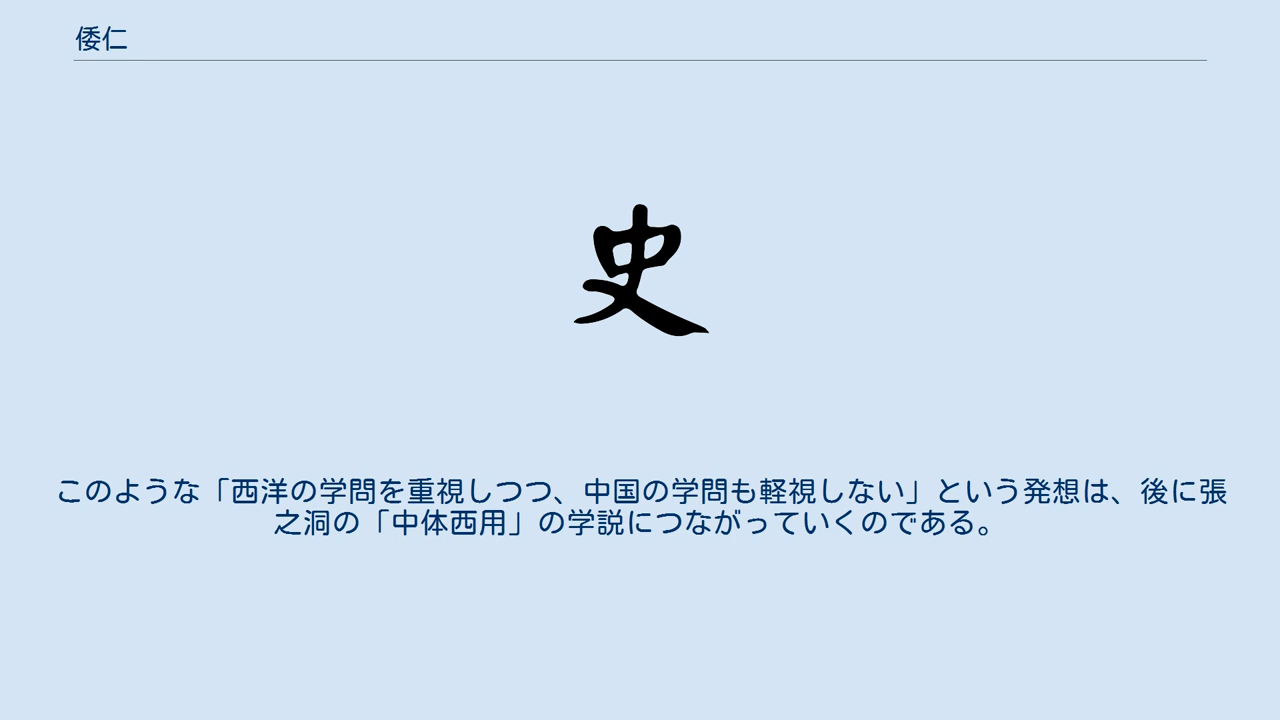 倭仁
史
このような「西洋の学問を重視しつつ、中国の学問も軽視しない」という発想は、後に張
之洞の「中体西用」の学説につながっていくのである。